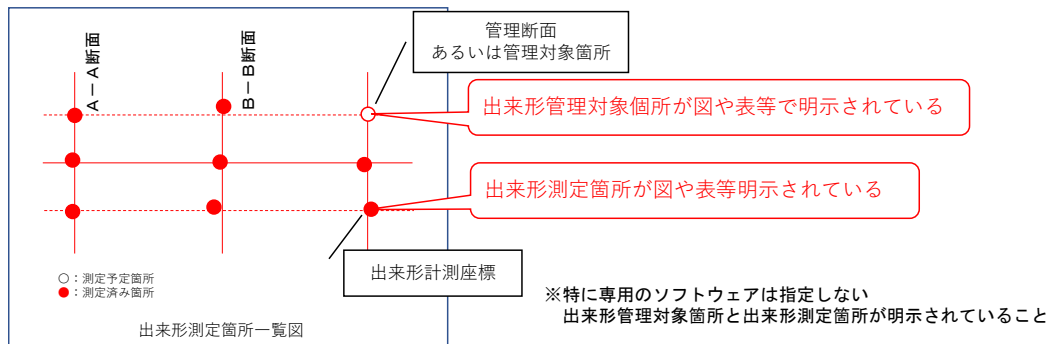 管理断面
あるいは管理対象箇所
A－A断面
B－B断面
出来形管理対象個所が図や表等で明示されている
出来形測定箇所が図や表等明示されている
出来形計測座標
○：測定予定箇所
●：測定済み箇所
出来形測定箇所一覧図
※特に専用のソフトウェアは指定しない
出来形管理対象箇所と出来形測定箇所が明示されていること